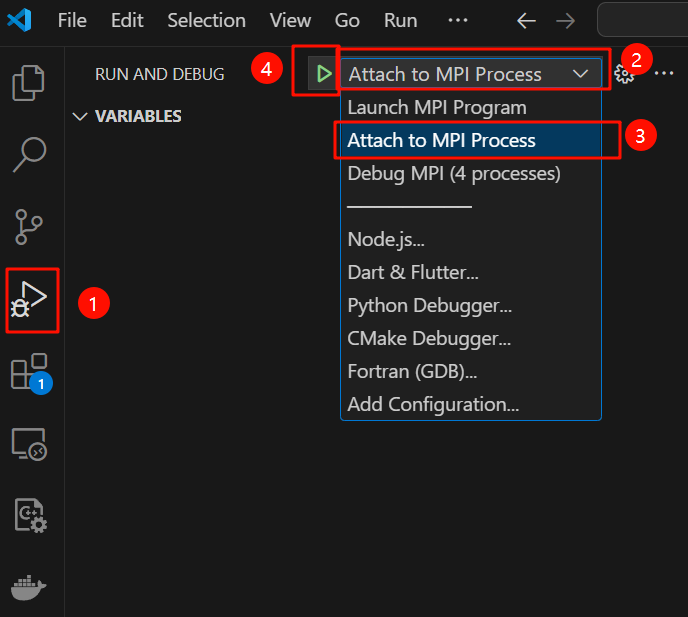 File Edit Selection View Go Run ...
RUN AND DEBUG 4 Attach to MPI Process 2 ...
VARIABLES
Launch MPI Program
Attach to MPI Process 3
Debug MPI (4 processes)
Node.js...
Dart & Flutter...
1
Python Debugger...
CMake Debugger...
Fortran (GDB)...
1
Add Configuration...
C++